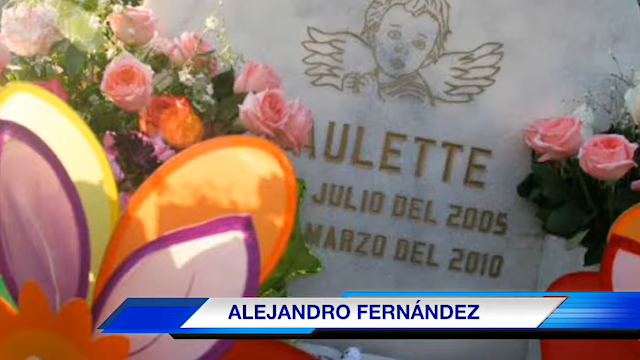 AULETTE
JULIO DEL 2005
MARZO DEL 2010
ALEJANDRO FERNÁNDEZ